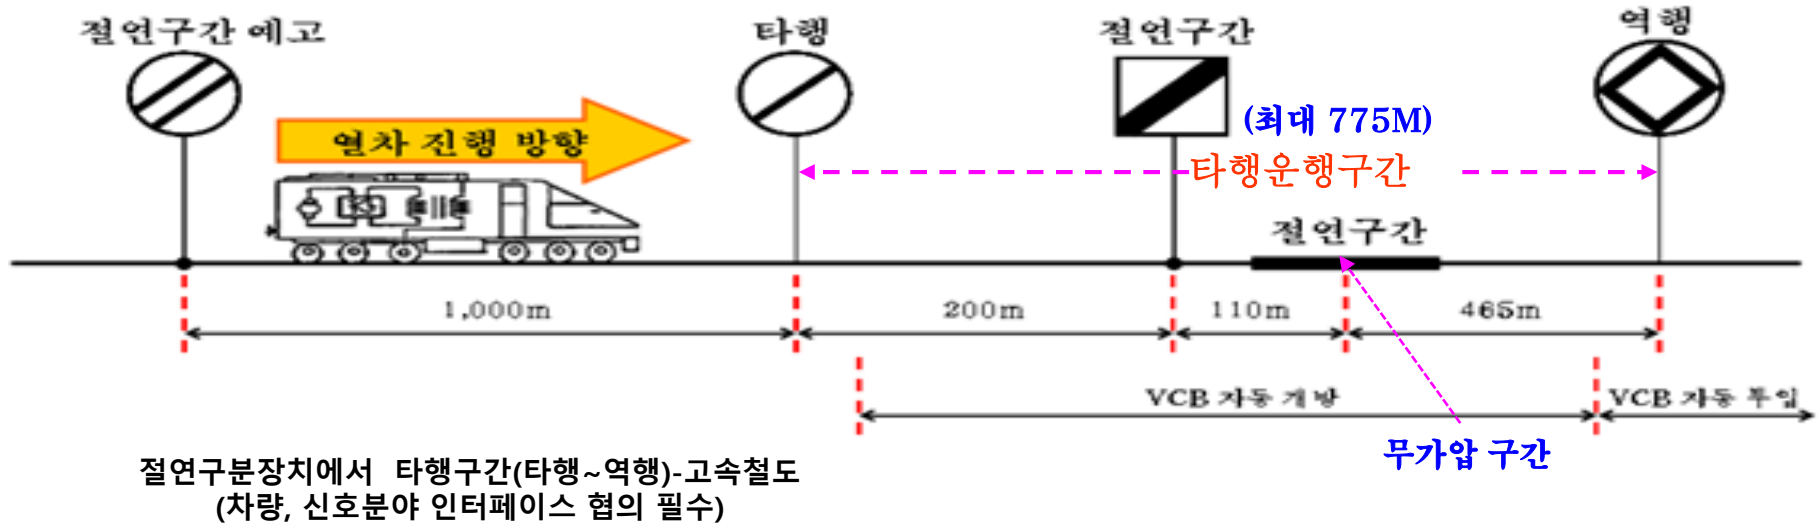 절연구간 예고
타행
절연구간
역행
(최대 775M)
열차 진행 방향
타행운행구간
절연구간
1,000m
200m
110m
465m
VCB 자동 개방
VCB 자동 투입
무가압 구간
절연구분장치에서 타행구간(타행~역행)-고속철도
(차량, 신호분야 인터페이스 협의 필수)